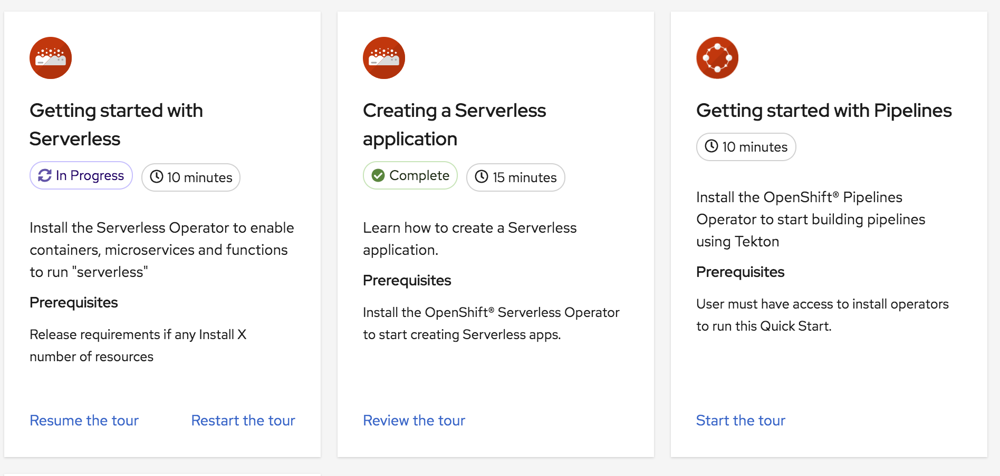 Getting started with
Serverless
In Progress
10 minutes
Install the Serverless Operator to enable
containers, microservices and functions
to run "serverless"
Prerequisites
Release requirements if any Install X
number of resources
Resume the tour
Restart the tour
Creating a Serverless
application
Complete
15 minutes
Learn how to create a Serverless
application.
Prerequisites
Install the OpenShift® Serverless Operator
to start creating Serverless apps.
Review the tour
Getting started with Pipelines
10 minutes
Install the OpenShift® Pipelines
Operator to start building pipelines
using Tekton
Prerequisites
User must have access to install operators
to run this Quick Start.
Start the tour